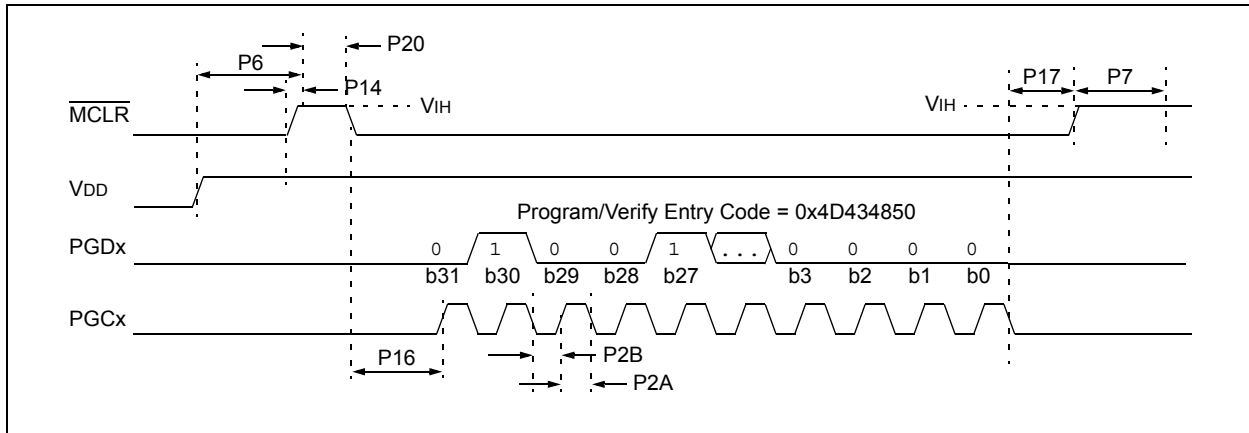 P20
P6
P14
P17
P7
MCLR
VIH
VIH
VDD
Program/Verify Entry Code = 0x4D434850
PGDx
0 1 0 0 1 ... 0 0 0 0
b31 b30 b29 b28 b27 b3 b2 b1 b0
PGCx
P16
P2B
P2A